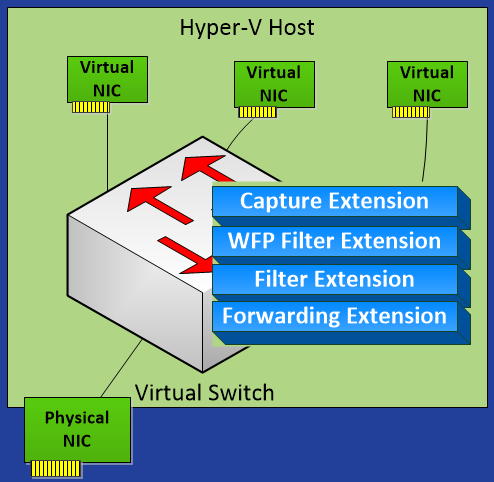 Hyper-V Host
Virtual
NIC
Virtual
NIC
Virtual
NIC
Capture Extension
WFP Filter Extension
Filter Extension
Forwarding Extension
Virtual Switch
Physical
NIC